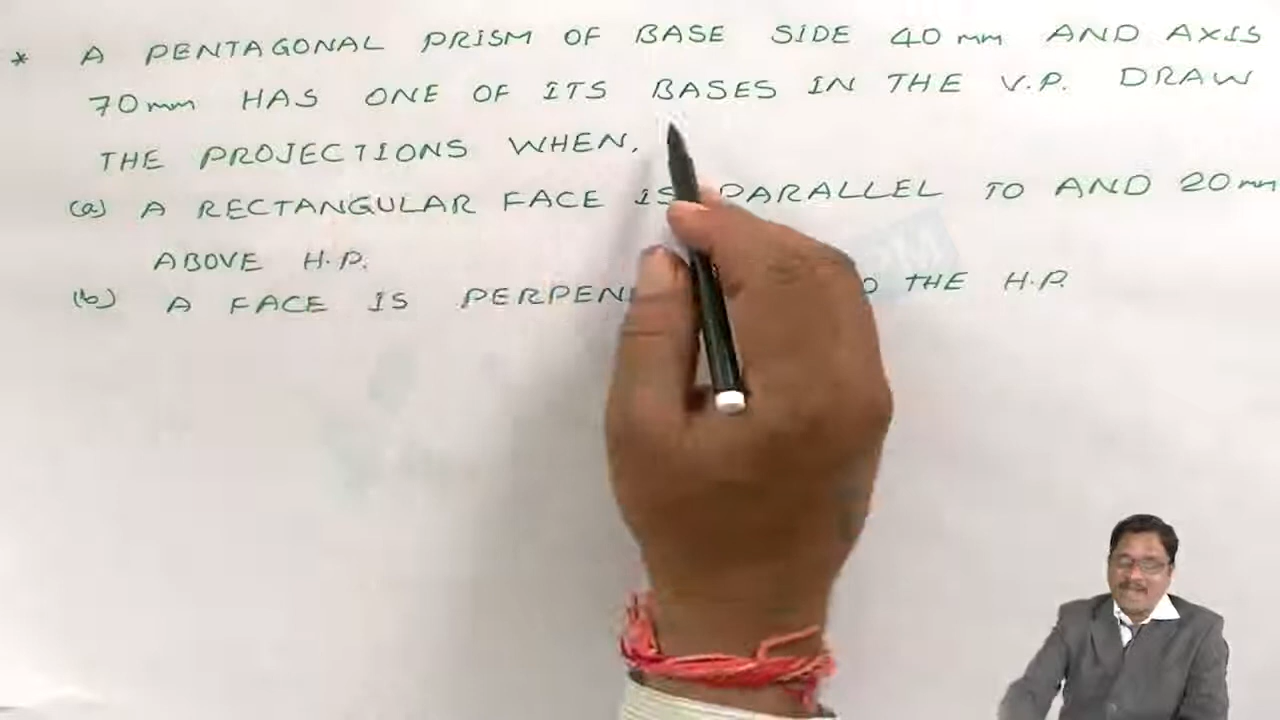 * A PENTAGONAL PRISM OF BASE SIDE 40 mm AND AXIS
70 mm HAS ONE OF ITS BASES IN THE V.P. DRAW
THE PROJECTIONS WHEN,
(a) A RECTANGULAR FACE IS PARALLEL TO AND 20 mm
ABOVE H.P.
(b) A FACE IS THE H.P.